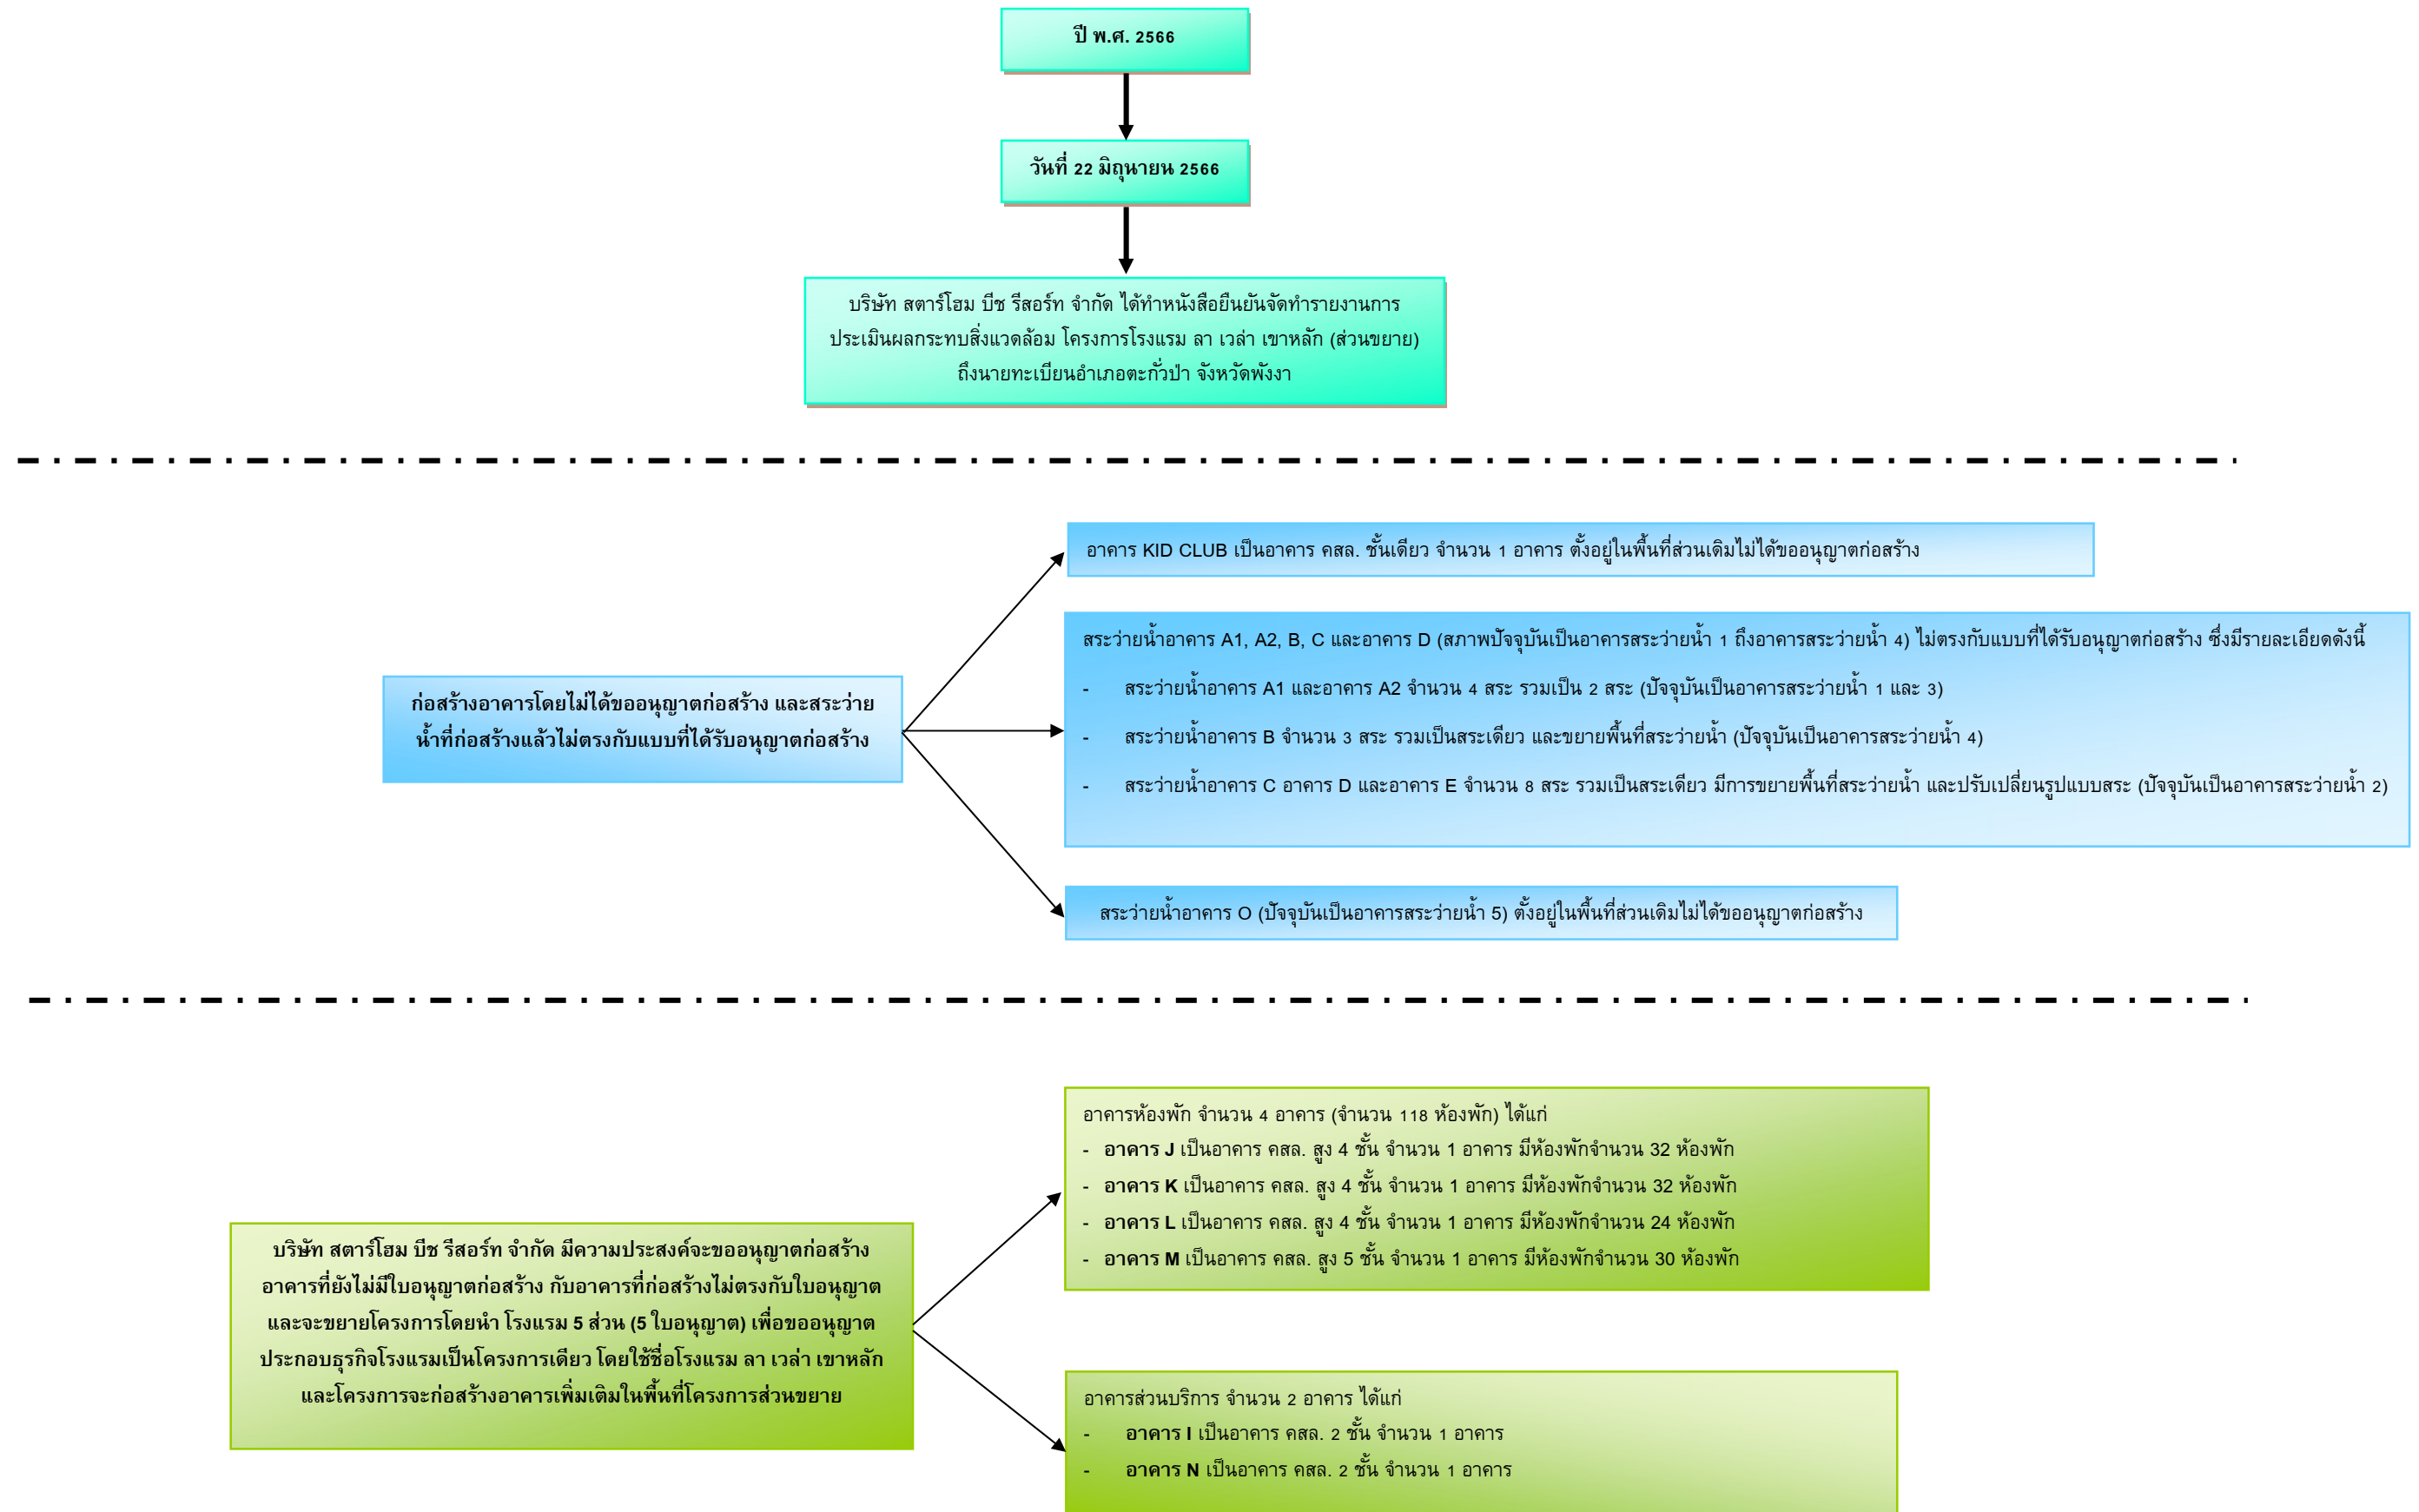 ปี พ.ศ. 2566
วันที่ 22 มิถุนายน 2566
บริษัท สตาร์โฮม บีช รีสอร์ท จำกัด ได้ทำหนังสือยืนยันจัดทำรายงานการ
ประเมินผลกระทบสิ่งแวดล้อม โครงการโรงแรม ลา เวล่า เขาหลัก (ส่วนขยาย)
ถึงนายทะเบียนอำเภอตะกั่วป่า จังหวัดพังงา
ก่อสร้างอาคารโดยไม่ได้ขออนุญาตก่อสร้าง และสระว่าย
น้ำที่ก่อสร้างแล้วไม่ตรงกับแบบที่ได้รับอนุญาตก่อสร้าง
อาคาร KID CLUB เป็นอาคาร คสล. ชั้นเดียว จำนวน 1 อาคาร ตั้งอยู่ในพื้นที่ส่วนเดิมไม่ได้ขออนุญาตก่อสร้าง
สระว่ายน้ำอาคาร A1, A2, B, C และอาคาร D (สภาพปัจจุบันเป็นอาคารสระว่ายน้ำ 1 ถึงอาคารสระว่ายน้ำ 4) ไม่ตรงกับแบบที่ได้รับอนุญาตก่อสร้าง ซึ่งมีรายละเอียดดังนี้
- สระว่ายน้ำอาคาร A1 และอาคาร A2 จำนวน 4 สระ รวมเป็น 2 สระ (ปัจจุบันเป็นอาคารสระว่ายน้ำ 1 และ 3)
- สระว่ายน้ำอาคาร B จำนวน 3 สระ รวมเป็นสระเดียว และขยายพื้นที่สระว่ายน้ำ (ปัจจุบันเป็นอาคารสระว่ายน้ำ 4)
- สระว่ายน้ำอาคาร C อาคาร D และอาคาร E จำนวน 8 สระ รวมเป็นสระเดียว มีการขยายพื้นที่สระว่ายน้ำ และปรับเปลี่ยนรูปแบบสระ (ปัจจุบันเป็นอาคารสระว่ายน้ำ 2)
สระว่ายน้ำอาคาร O (ปัจจุบันเป็นอาคารสระว่ายน้ำ 5) ตั้งอยู่ในพื้นที่ส่วนเดิมไม่ได้ขออนุญาตก่อสร้าง
บริษัท สตาร์โฮม บีช รีสอร์ท จำกัด มีความประสงค์จะขออนุญาตก่อสร้าง
อาคารที่ยังไม่มีใบอนุญาตก่อสร้าง กับอาคารที่ก่อสร้างไม่ตรงกับใบอนุญาต
และจะขยายโครงการโดยนำ โรงแรม 5 ส่วน (5 ใบอนุญาต) เพื่อขออนุญาต
ประกอบธุรกิจโรงแรมเป็นโครงการเดียว โดยใช้ชื่อโรงแรม ลา เวล่า เขาหลัก
และโครงการจะก่อสร้างอาคารเพิ่มเติมในพื้นที่โครงการส่วนขยาย
อาคารห้องพัก จำนวน 4 อาคาร (จำนวน 118 ห้องพัก) ได้แก่
- อาคาร J เป็นอาคาร คสล. สูง 4 ชั้น จำนวน 1 อาคาร มีห้องพักจำนวน 32 ห้องพัก
- อาคาร K เป็นอาคาร คสล. สูง 4 ชั้น จำนวน 1 อาคาร มีห้องพักจำนวน 32 ห้องพัก
- อาคาร L เป็นอาคาร คสล. สูง 4 ชั้น จำนวน 1 อาคาร มีห้องพักจำนวน 24 ห้องพัก
- อาคาร M เป็นอาคาร คสล. สูง 5 ชั้น จำนวน 1 อาคาร มีห้องพักจำนวน 30 ห้องพัก
อาคารส่วนบริการ จำนวน 2 อาคาร ได้แก่
- อาคาร I เป็นอาคาร คสล. 2 ชั้น จำนวน 1 อาคาร
- อาคาร N เป็นอาคาร คสล. 2 ชั้น จำนวน 1 อาคาร